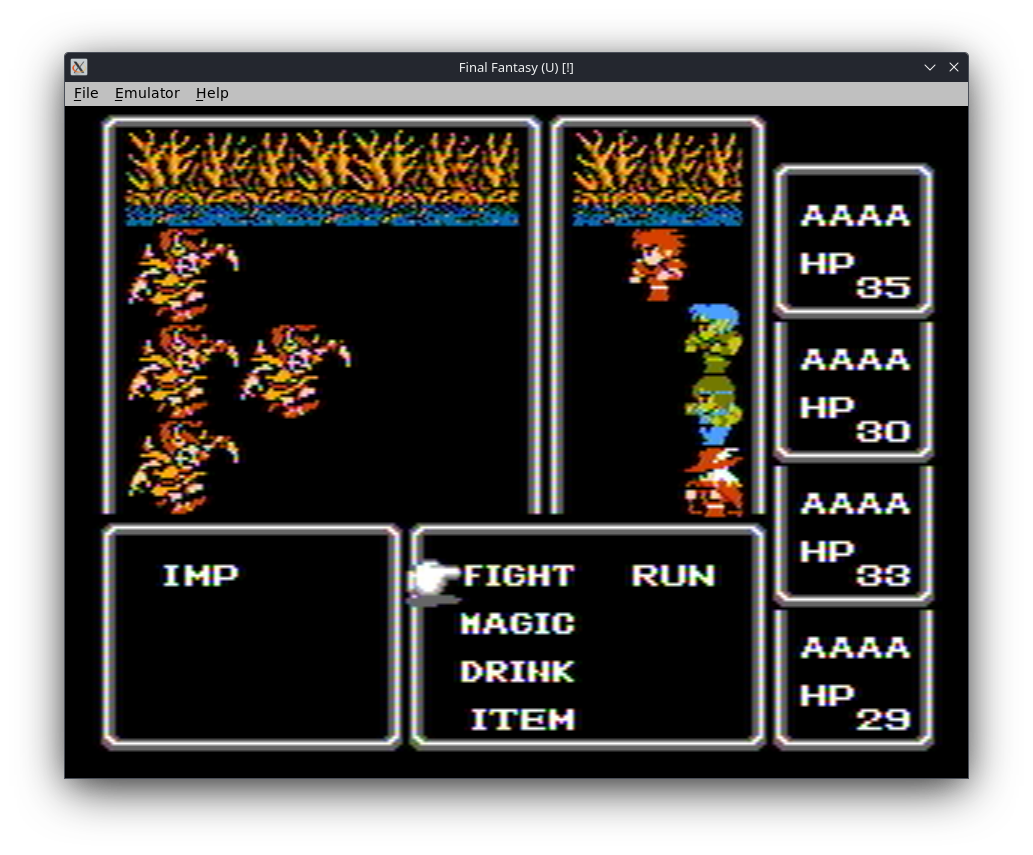 Final Fantasy (U) [!]
File Emulator Help
AAAA
HP
35
AAAA
HP
30
AAAA
HP
33
AAAA
HP
29
IMP
FIGHT RUN
MAGIC
DRINK
ITEM